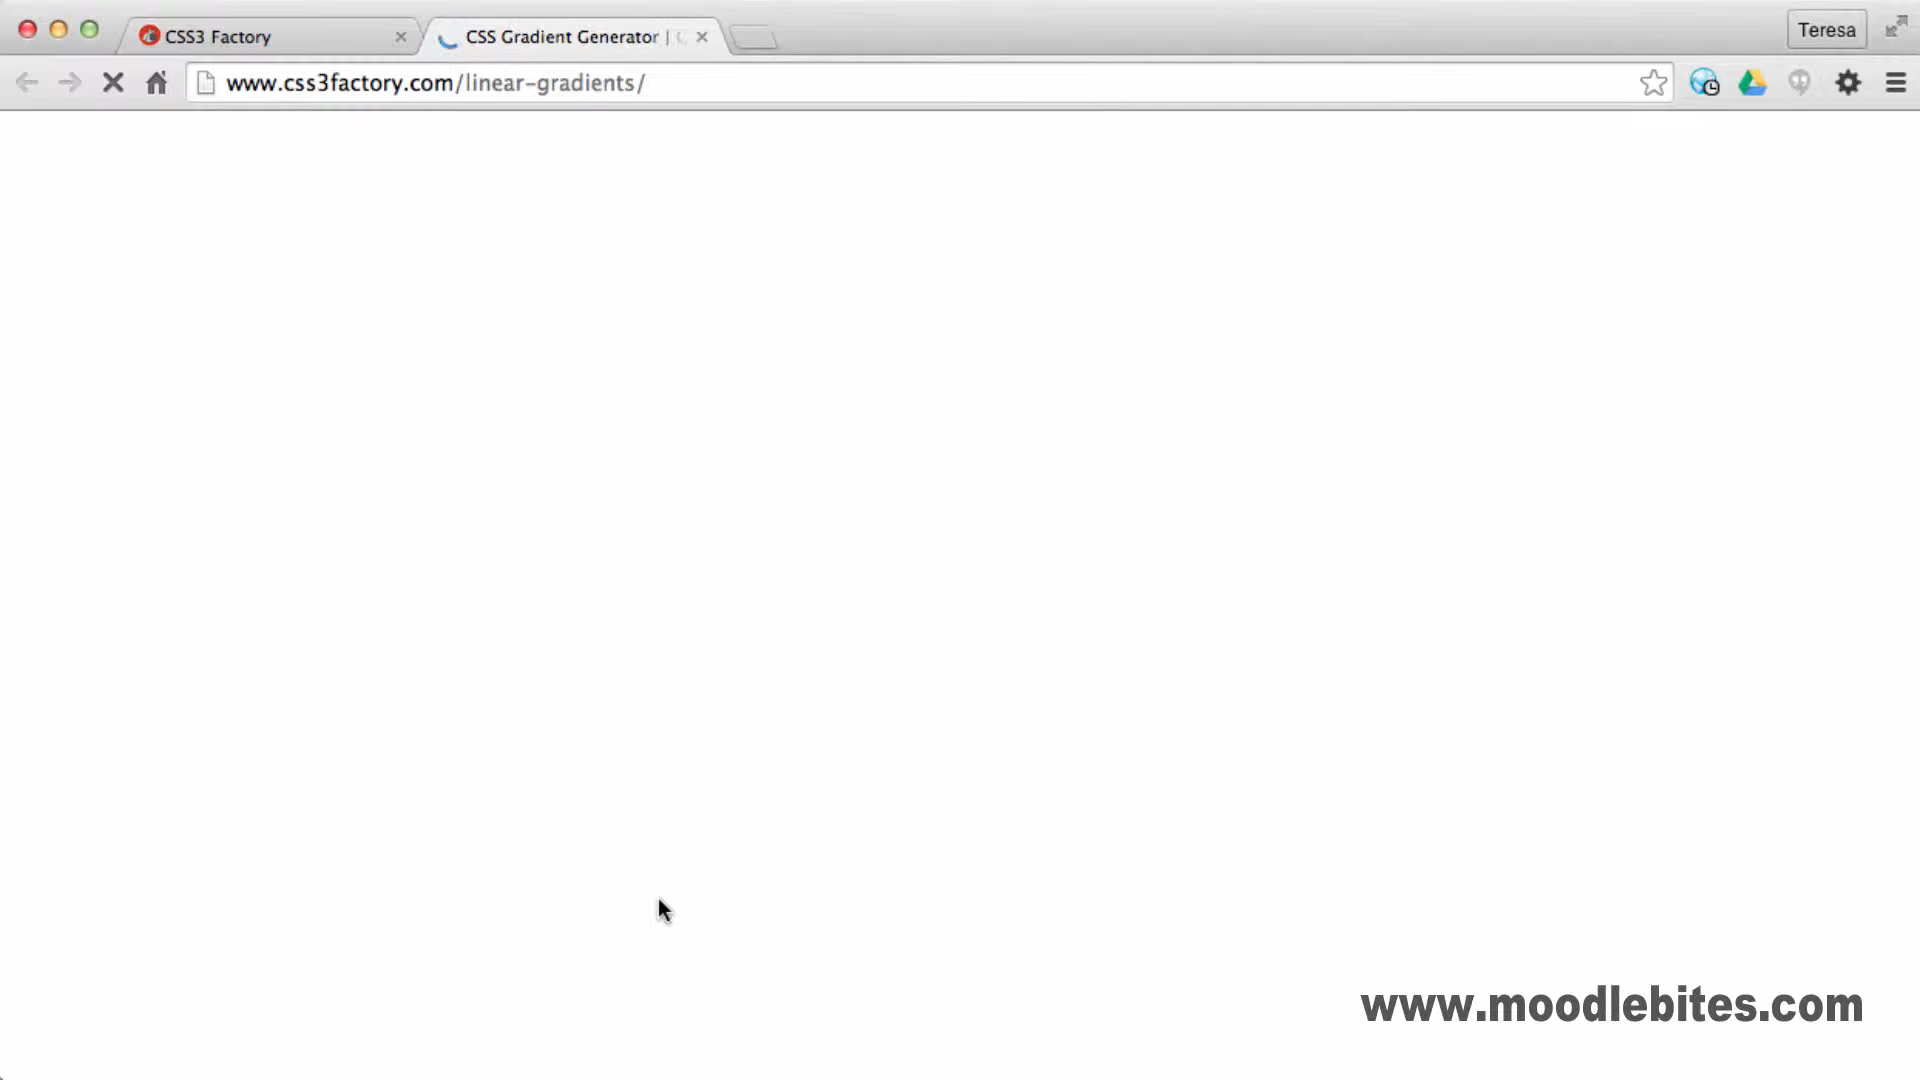 CSS3 Factory
CSS Gradient Generator |
Teresa
www.css3factory.com/linear-gradients/
www.moodlebites.com